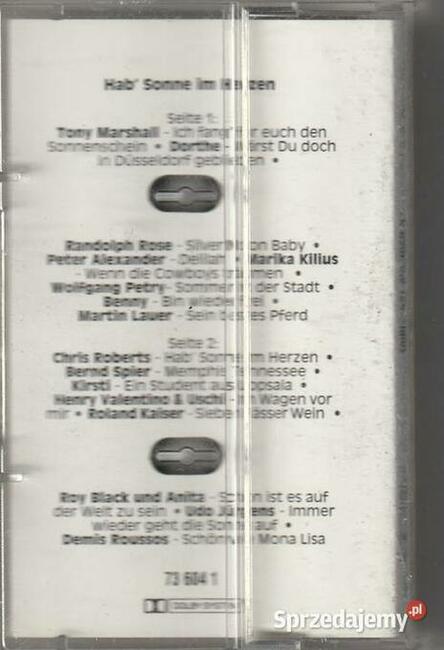 Hab' Sonne im Herzen
Seite 1:
Tony Marshall - Ich fang' für euch den
Sonnenschein • Dorthe - Wärst Du doch
in Düsseldorf geblieben •
Randolph Rose - Silver Moon Baby •
Peter Alexander - Delilah • Marika Kilius
- Wenn die Cowboys träumen •
Wolfgang Petry - Sommer in der Stadt •
Benny - Bin wieder frei •
Martin Lauer - Sein bestes Pferd
Seite 2:
Chris Roberts - Hab' Sonne im Herzen •
Bernd Spier - Memphis Tennessee •
Kirsti - Ein Student aus Uppsala •
Henry Valentino & Uschi - Im Wagen vor
mir • Roland Kaiser - Sieben Fässer Wein •
Roy Black und Anita - Schön ist es auf
der Welt zu sein • Udo Jürgens - Immer
wieder geht die Sonne auf •
Demis Roussos - Schönes Mona Lisa
73 604 1
DOLBY SYSTEM
Sprzedajemy.pl